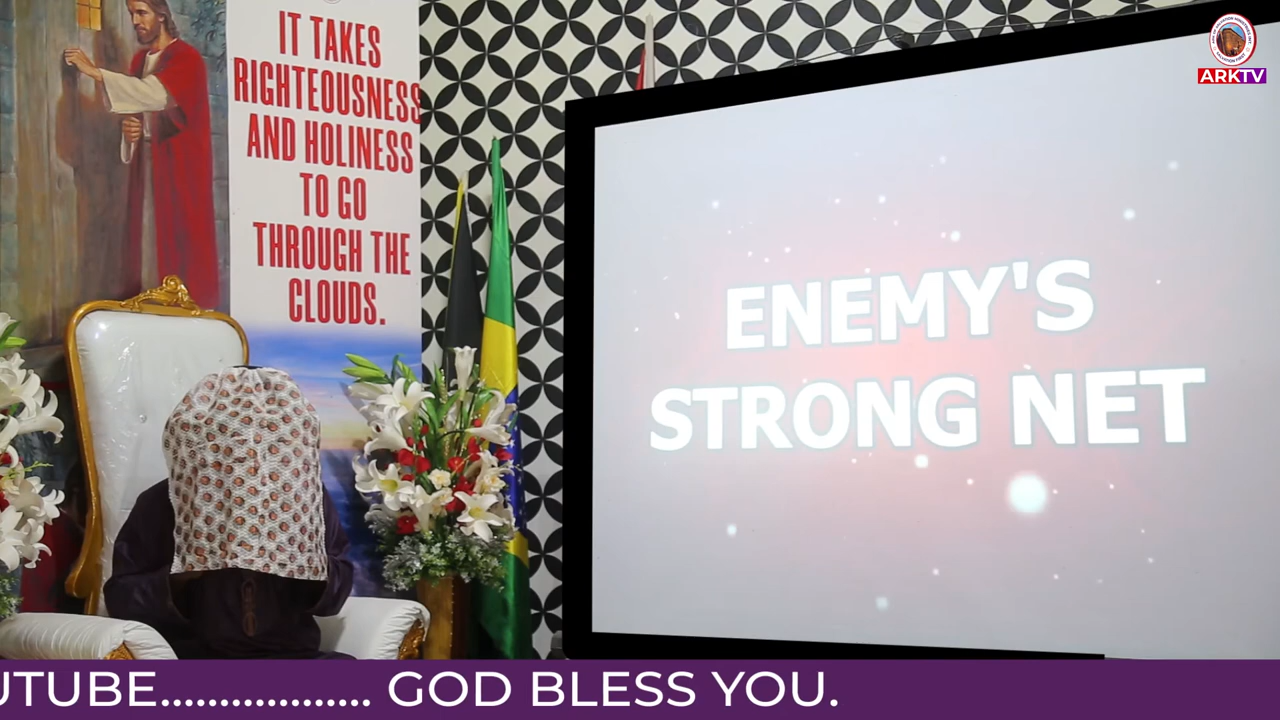 IT TAKES
RIGHTEOUSNESS
AND HOLINESS
TO GO
THROUGH THE
CLOUDS.
ARKTV
ENEMY'S
STRONG NET
UTUBE.................. GOD BLESS YOU.